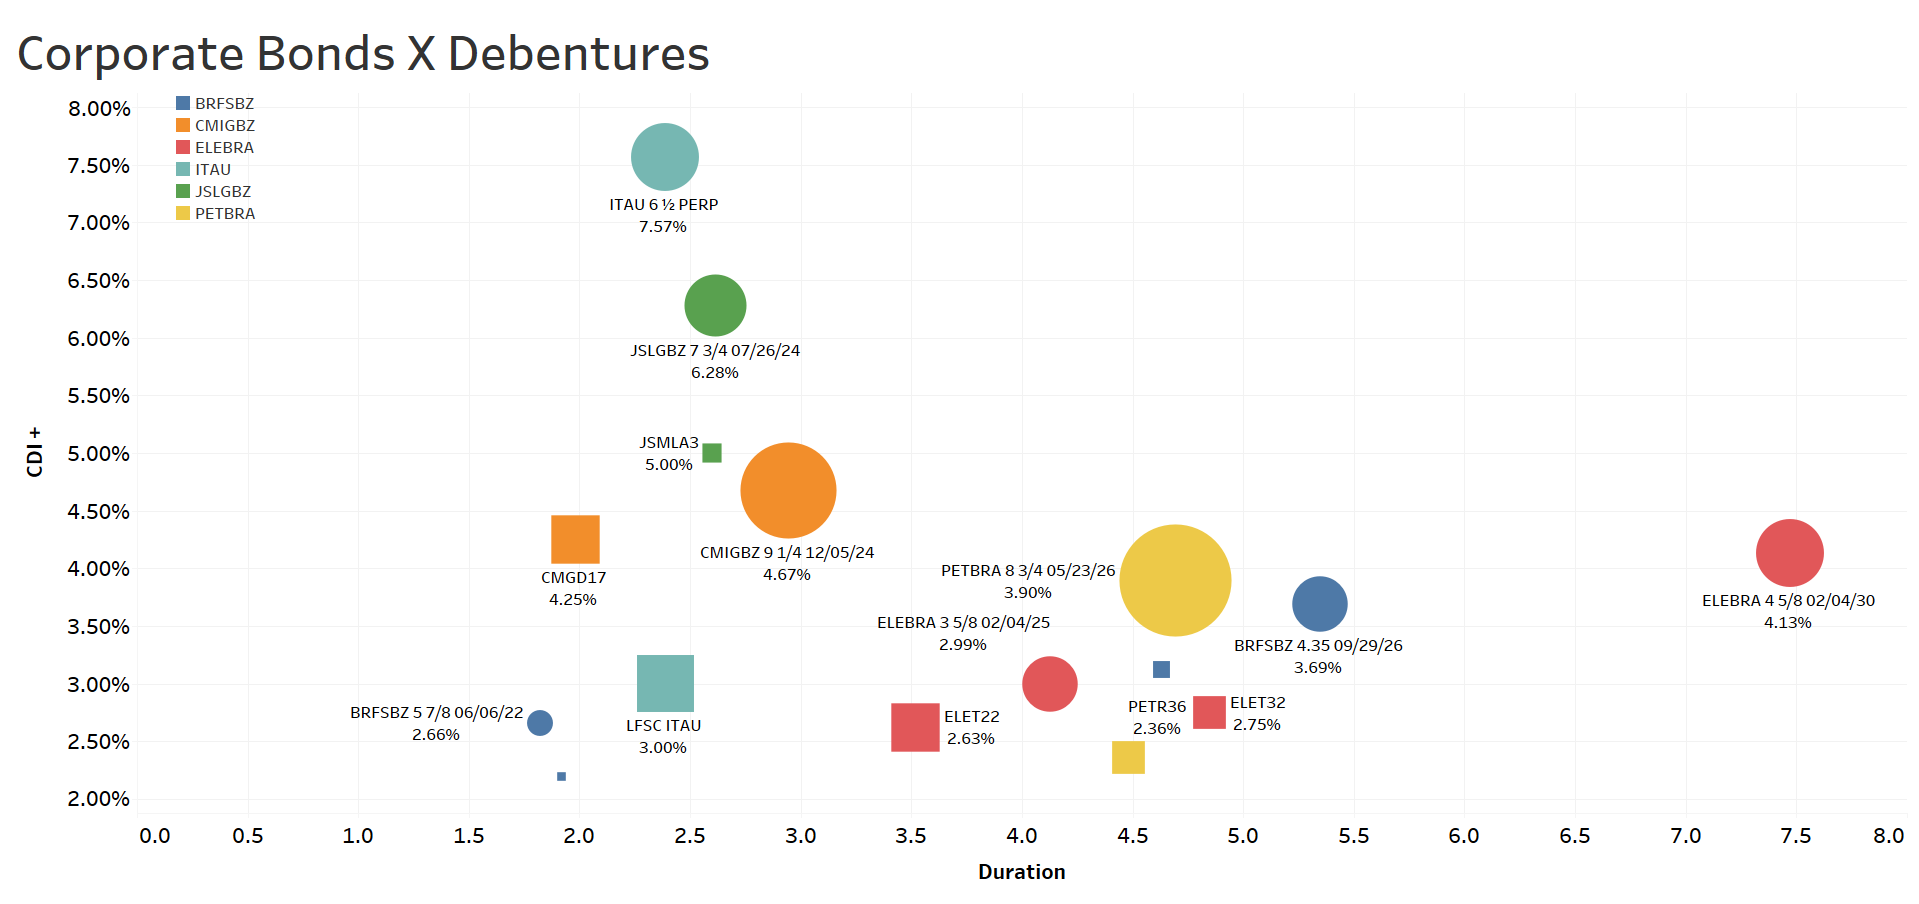 Corporate Bonds X Debentures
BRFSBZ
CMIGBZ
ELEBRA
ITAU
JSLGBZ
PETBRA
8.00%
7.50%
7.00%
6.50%
6.00%
5.50%
5.00%
4.50%
4.00%
3.50%
3.00%
2.50%
2.00%
CDI +
ITAU 6 ½ PERP
7.57%
JSLGBZ 7 3/4 07/26/24
6.28%
JSMLA3
5.00%
CMIGBZ 9 1/4 12/05/24
4.67%
CMGD17
4.25%
PETBRA 8 3/4 05/23/26
3.90%
ELEBRA 3 5/8 02/04/25
2.99%
BRFSBZ 4.35 09/29/26
3.69%
ELEBRA 4 5/8 02/04/30
4.13%
BRFSBZ 5 7/8 06/06/22
2.66%
LFSC ITAU
3.00%
ELET22
2.63%
PETR36
2.36%
ELET32
2.75%
0.0 0.5 1.0 1.5 2.0 2.5 3.0 3.5 4.0 4.5 5.0 5.5 6.0 6.5 7.0 7.5 8.0
Duration